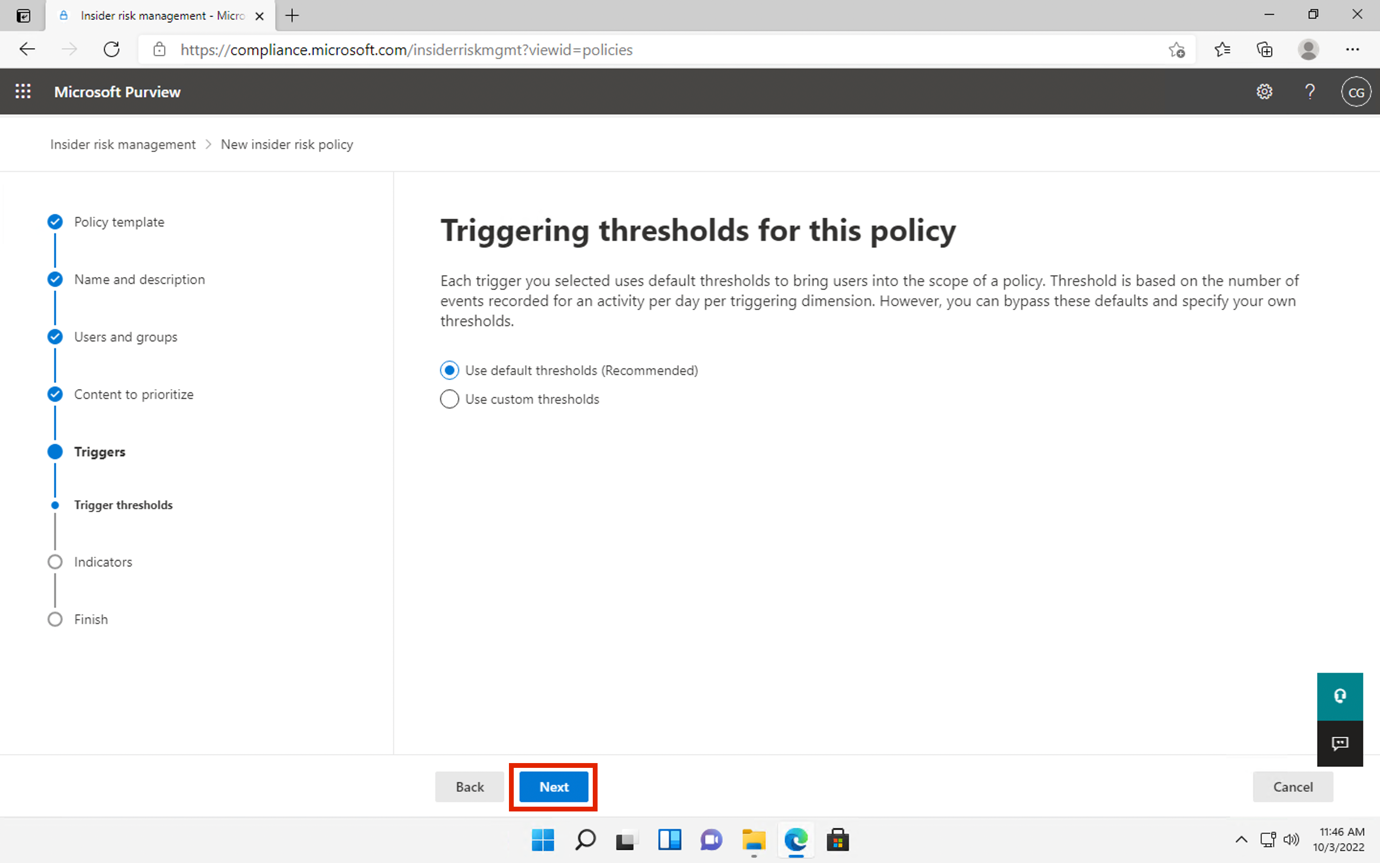 Insider risk management - Micro
https://compliance.microsoft.com/insiderriskmgmt?viewid=policies
Microsoft Purview
?
CG
Insider risk management > New insider risk policy
Policy template
Name and description
Users and groups
Content to prioritize
Triggers
Trigger thresholds
Indicators
Finish
Triggering thresholds for this policy
Each trigger you selected uses default thresholds to bring users into the scope of a policy. Threshold is based on the number of
events recorded for an activity per day per triggering dimension. However, you can bypass these defaults and specify your own
thresholds.
Use default thresholds (Recommended)
Use custom thresholds
Back
Next
Cancel
11:46 AM
10/3/2022